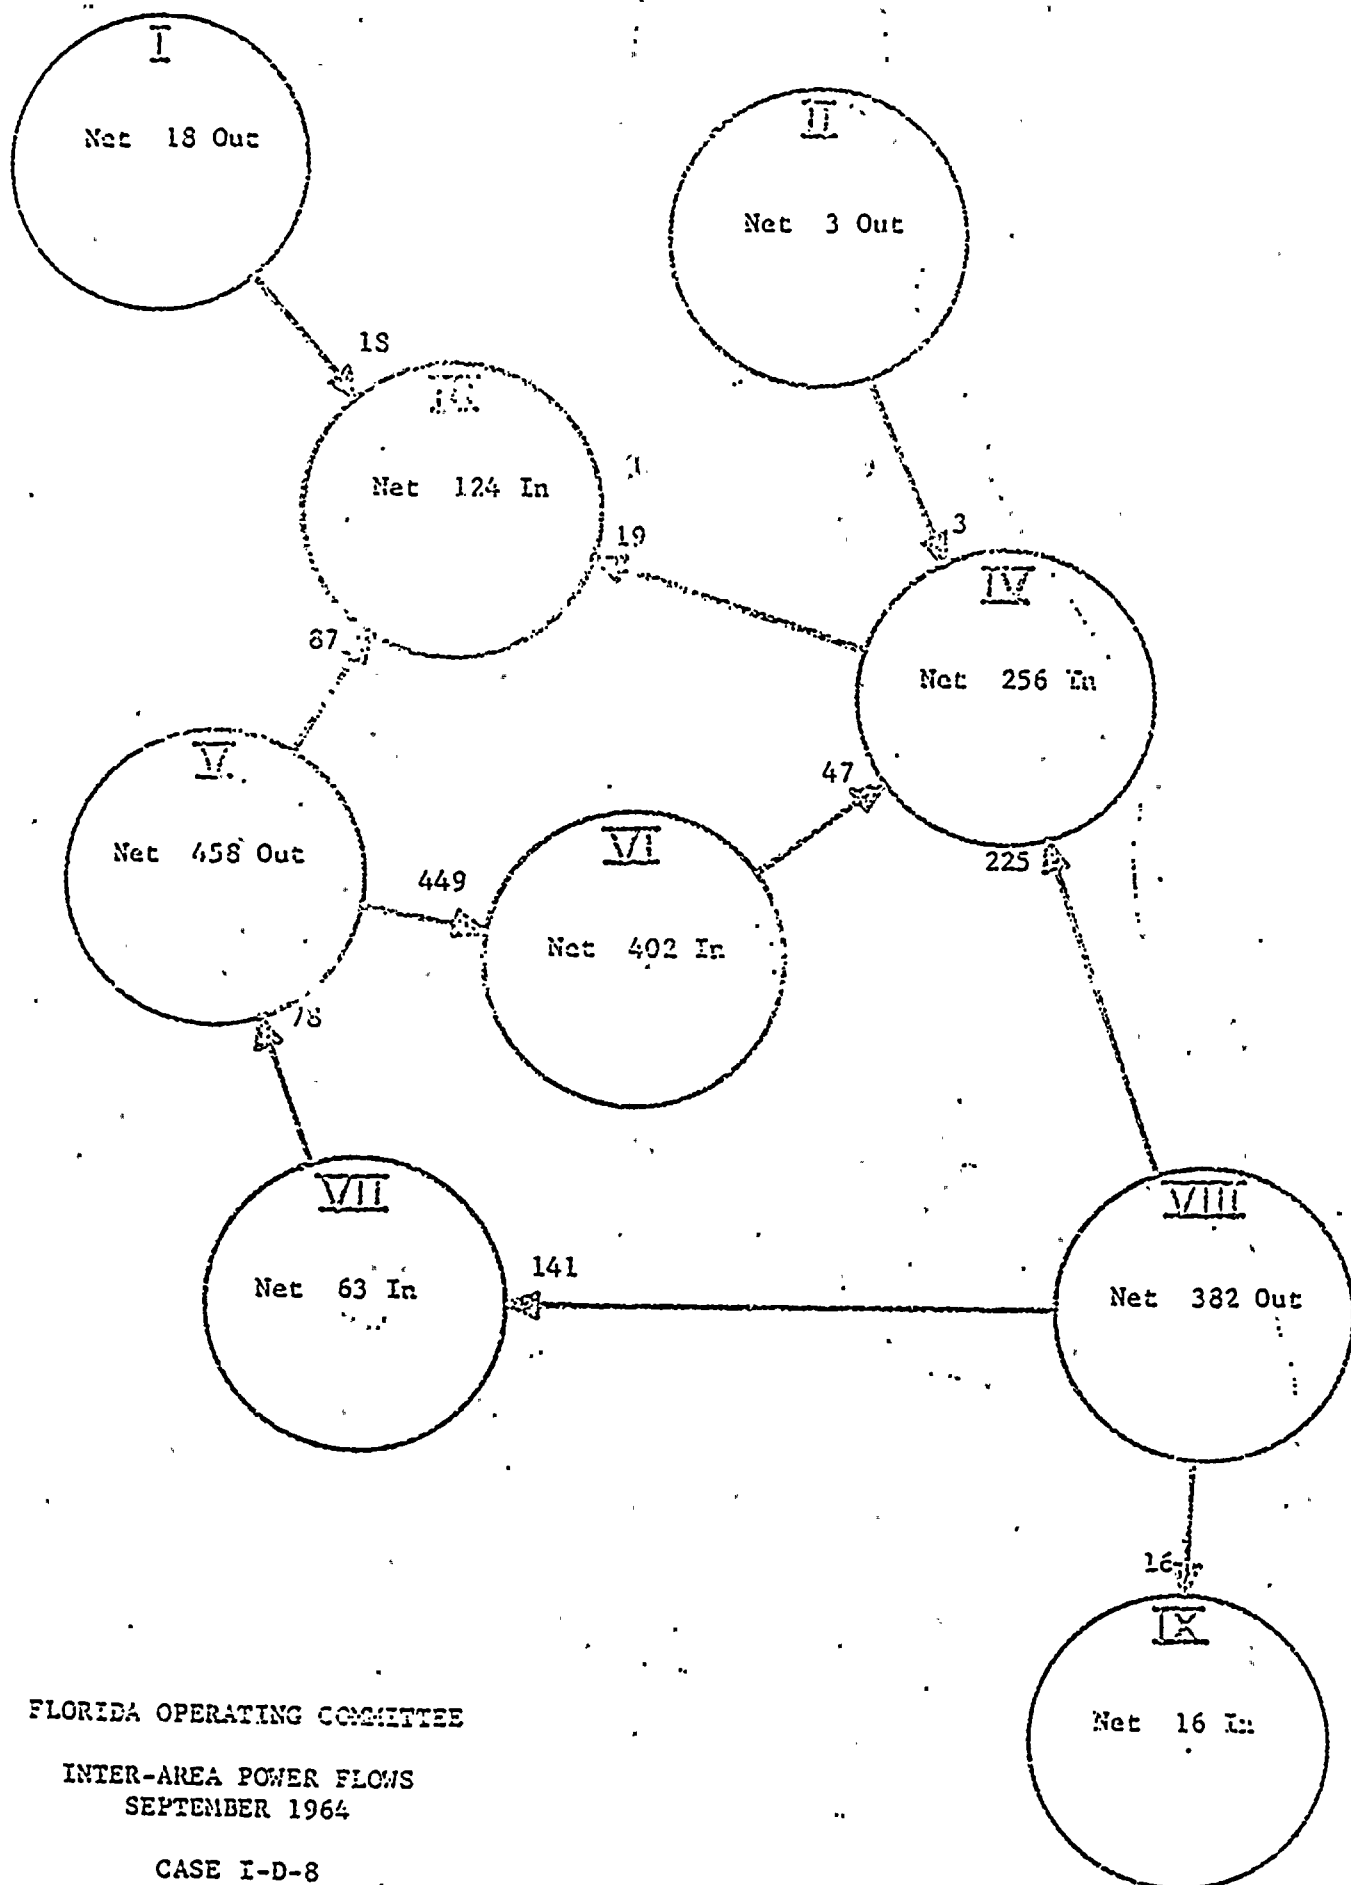 I
Net 18 Out
II
Net 3 Out
18
III
Net 124 In
19
3
IV
Net 256 In
87
V
Net 458 Out
47
225
449
VI
Net 402 In
78
VII
Net 63 In
141
VIII
Net 382 Out
16
IX
Net 16 In
FLORIDA OPERATING COMMITTEE
INTER-AREA POWER FLOWS
SEPTEMBER 1964
CASE I-D-8